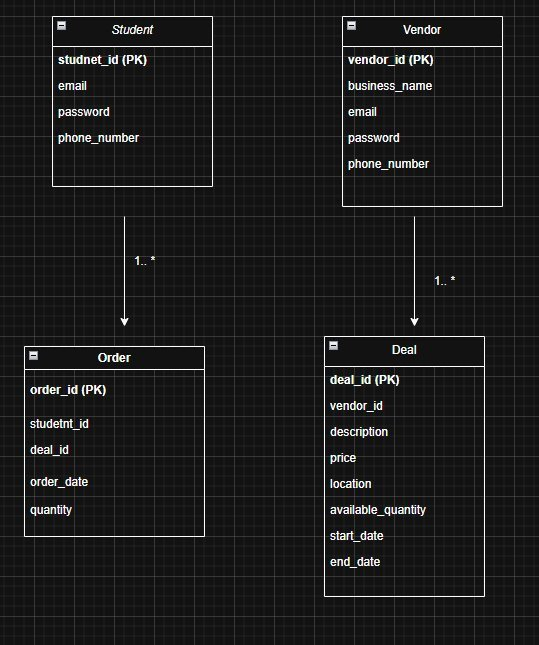 Student
studnet_id (PK)
email
password
phone_number
Vendor
vendor_id (PK)
business_name
email
password
phone_number
1.. *
1.. *
Order
order_id (PK)
studetnt_id
deal_id
order_date
quantity
Deal
deal_id (PK)
vendor_id
description
price
location
available_quantity
start_date
end_date